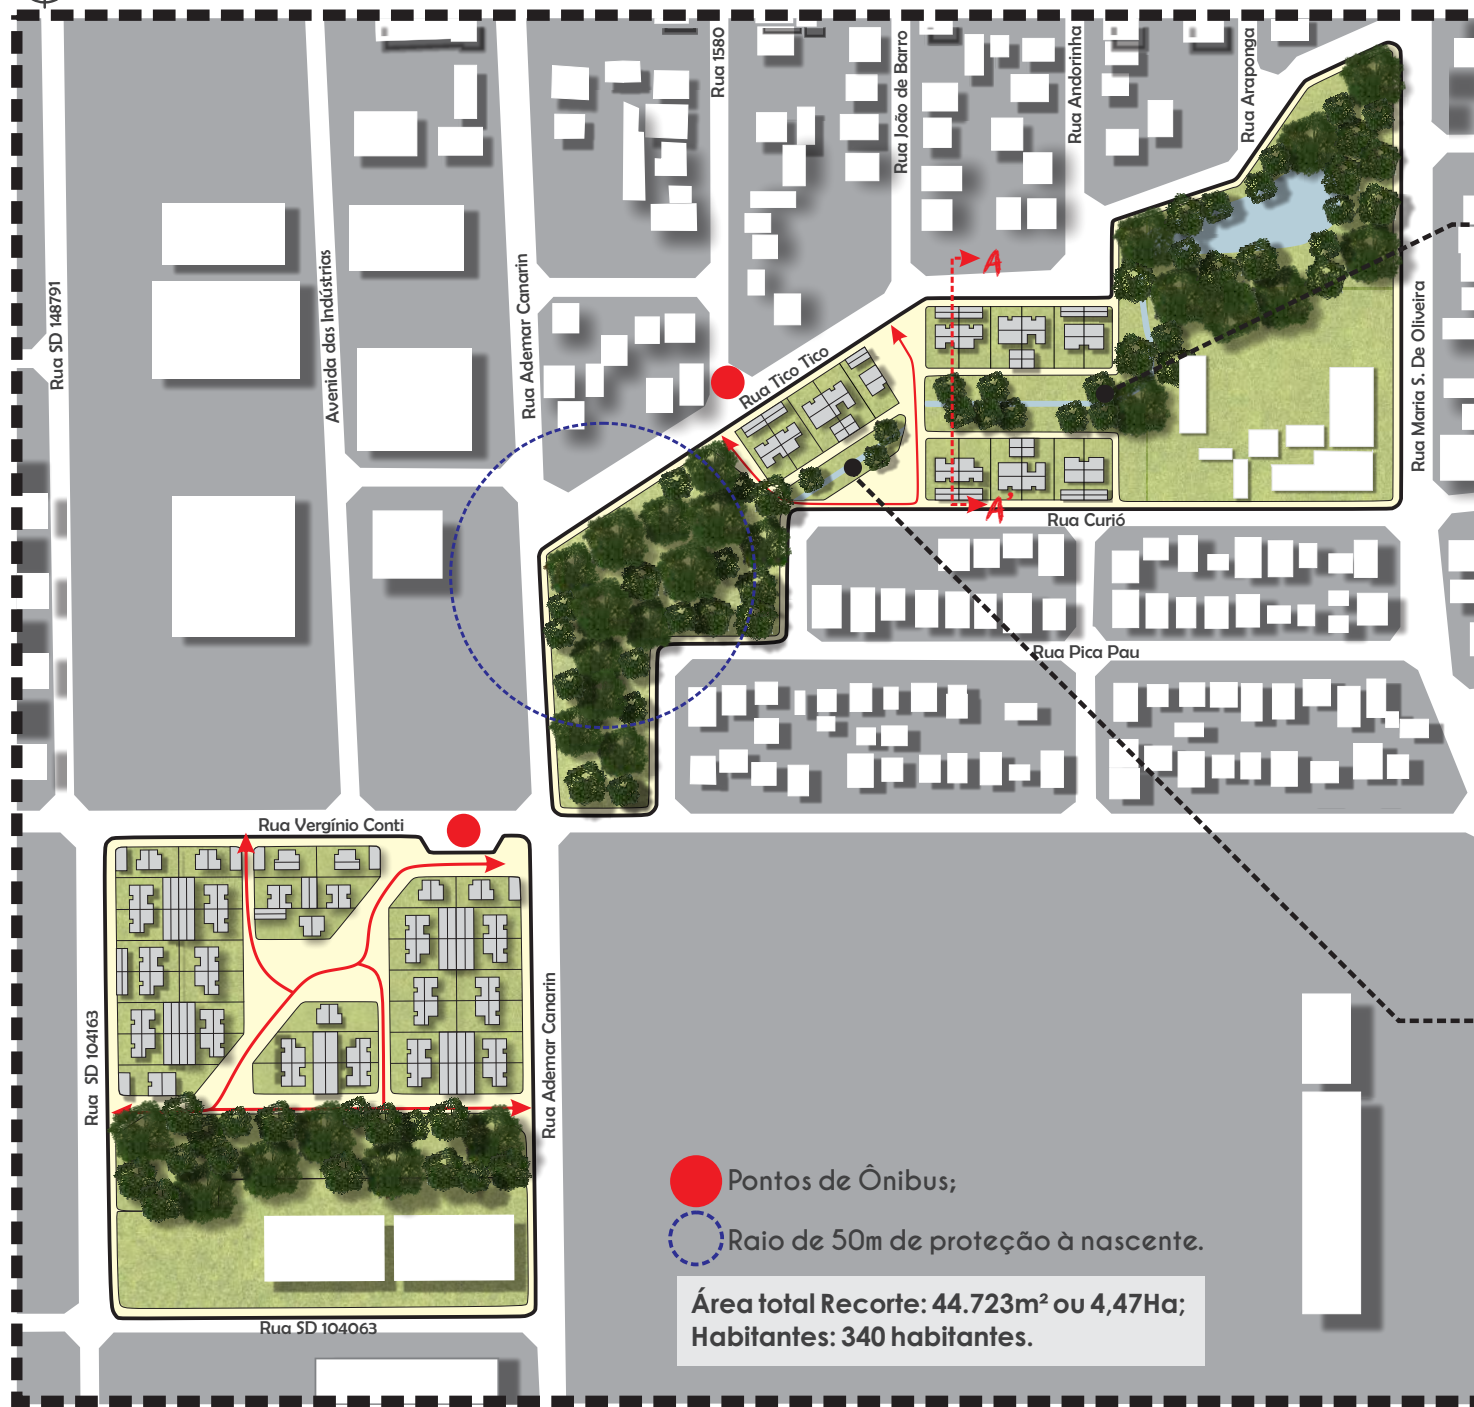 Rua 1580
Rua João de Barro
Rua Andorinha
Rua Araponga
Rua SD 148791
Avenida das Indústrias
Rua Ademar Canarin
Rua Tico Tico
A
A'
Rua Maria S. De Oliveira
Rua Curió
Rua Pica Pau
Rua Vergínio Conti
Rua SD 104163
Rua Ademar Canarin
Rua SD 104063
Pontos de Ônibus;
Raio de 50m de proteção à nascente.
Área total Recorte: 44.723m² ou 4,47Ha;
Habitantes: 340 habitantes.